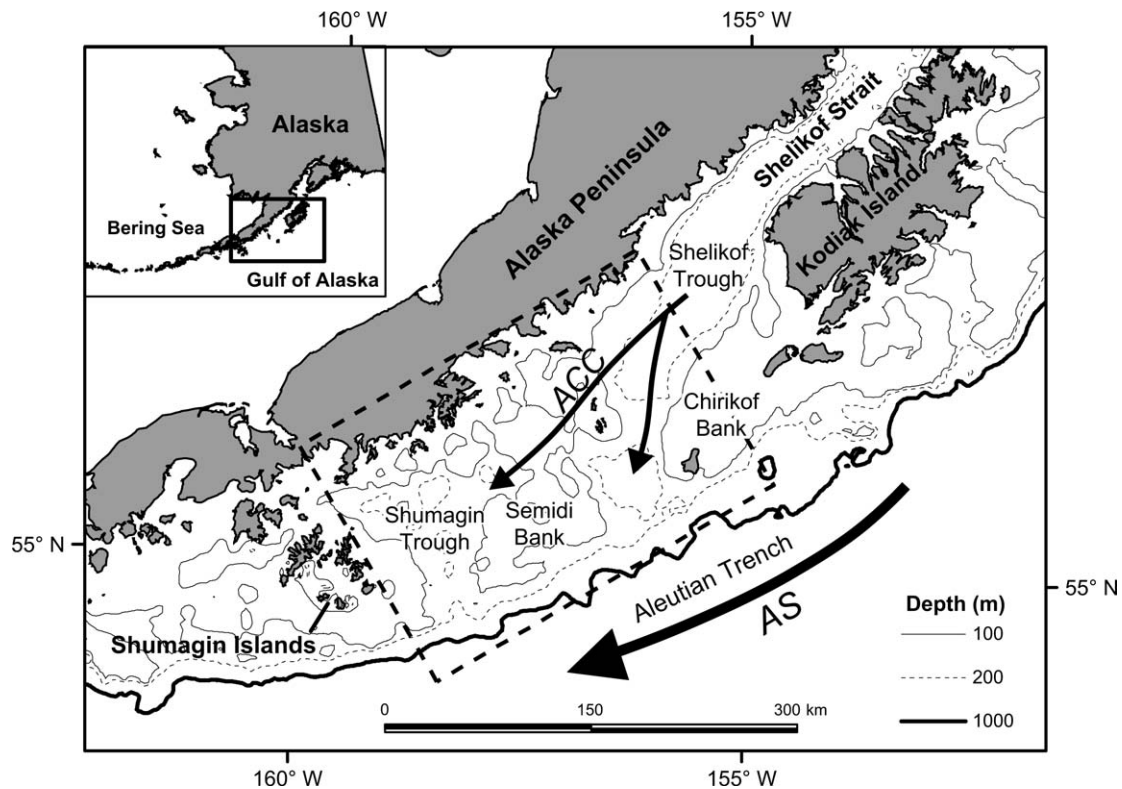 160° W
155° W
Alaska
Bering Sea
Gulf of Alaska
Alaska Peninsula
Shelikof Strait
Kodiak Island
Shelikof
Trough
ACC
Chirikof
Bank
Shumagin
Trough
Semidi
Bank
55° N
55° N
Aleutian Trench
AS
Shumagin Islands
Depth (m)
100
200
1000
0
150
300 km
160° W
155° W